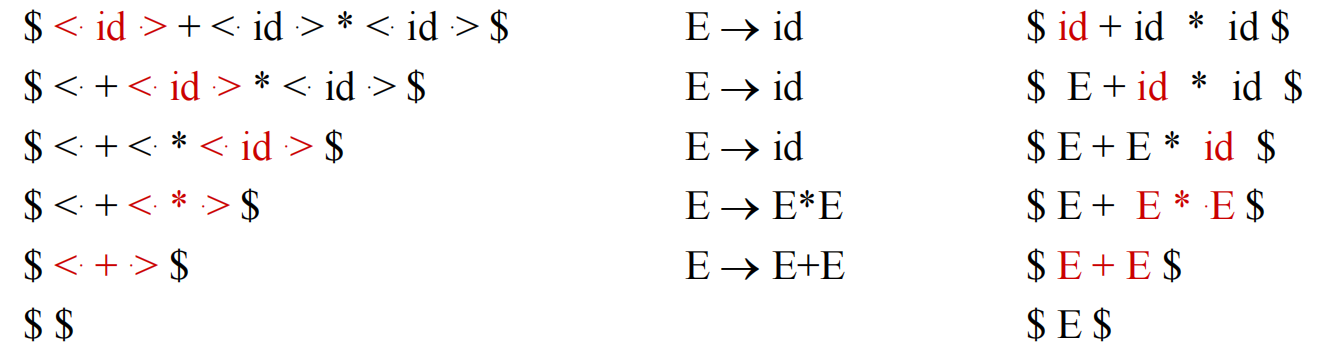 $ <· id ·> + <· id ·> * <· id ·> $ E → id $ id + id * id $
$ <· + <· id ·> * <· id ·> $ E → id $ E + id * id $
$ <· + <· * <· id ·> $ E → id $ E + E * id $
$ <· + <· * ·> $ E → E*E $ E + E * ·E $
$ <· + ·> $ E → E+E $ E + E $
$ $ $ E $